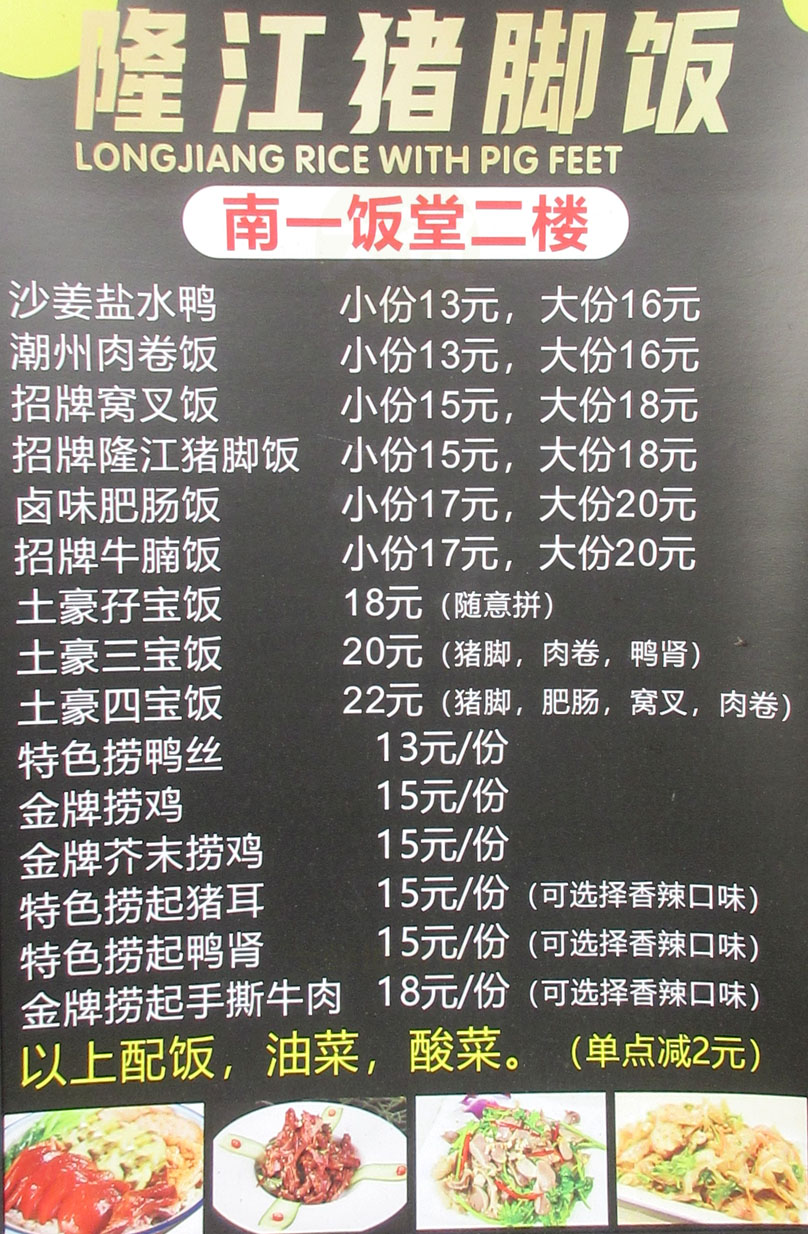 隆江猪脚饭
LONGJIANG RICE WITH PIG FEET
南一饭堂二楼
沙姜盐水鸭 小份13元，大份16元
潮州肉卷饭 小份13元，大份16元
招牌窝叉饭 小份15元，大份18元
招牌隆江猪脚饭 小份15元，大份18元
卤味肥肠饭 小份17元，大份20元
招牌牛腩饭 小份17元，大份20元
土豪孖宝饭 18元（随意拼）
土豪三宝饭 20元（猪脚，肉卷，鸭肾）
土豪四宝饭 22元（猪脚，肥肠，窝叉，肉卷）
特色捞鸭丝 13元/份
金牌捞鸡 15元/份
金牌芥末捞鸡 15元/份
特色捞起猪耳 15元/份（可选择香辣口味）
特色捞起鸭肾 15元/份（可选择香辣口味）
金牌捞起手撕牛肉 18元/份（可选择香辣口味）
以上配饭，油菜，酸菜。（单点减2元）